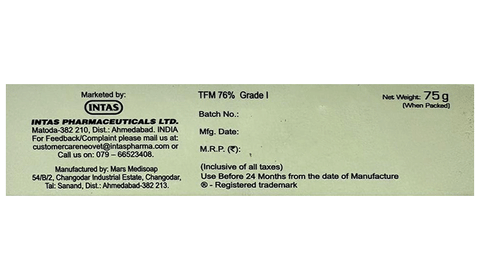 Marketed by:
INTAS
INTAS PHARMACEUTICALS LTD.
Matoda-382 210, Dist.: Ahmedabad. INDIA
For Feedback/Complaint please mail us at:
customercareneovet@intaspharma.com or
Call us on: 079 – 66523408.
Manufactured by: Mars Medisoap
54/B/2, Changodar Industrial Estate, Changodar,
Tal: Sanand, Dist: Ahmedabad-382 213.
TFM 76% Grade I
Batch No.:
Mfg. Date:
M.R.P. (₹):
(Inclusive of all taxes)
Use Before 24 Months from the date of Manufacture
® - Registered trademark
Net Weight: 75 g
(When Packed)